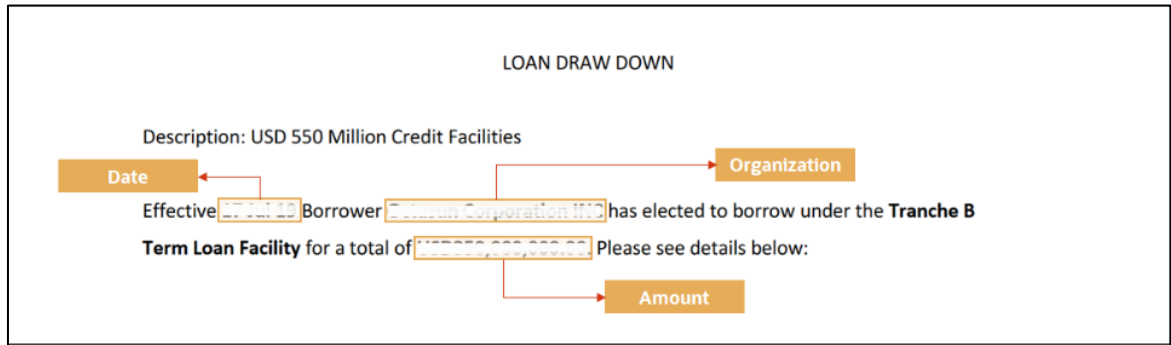 LOAN DRAW DOWN
Description: USD 550 Million Credit Facilities
Organization
Date
Effective Borrower Corporation has elected to borrow under the Tranche B
Term Loan Facility for a total of Please see details below:
Amount